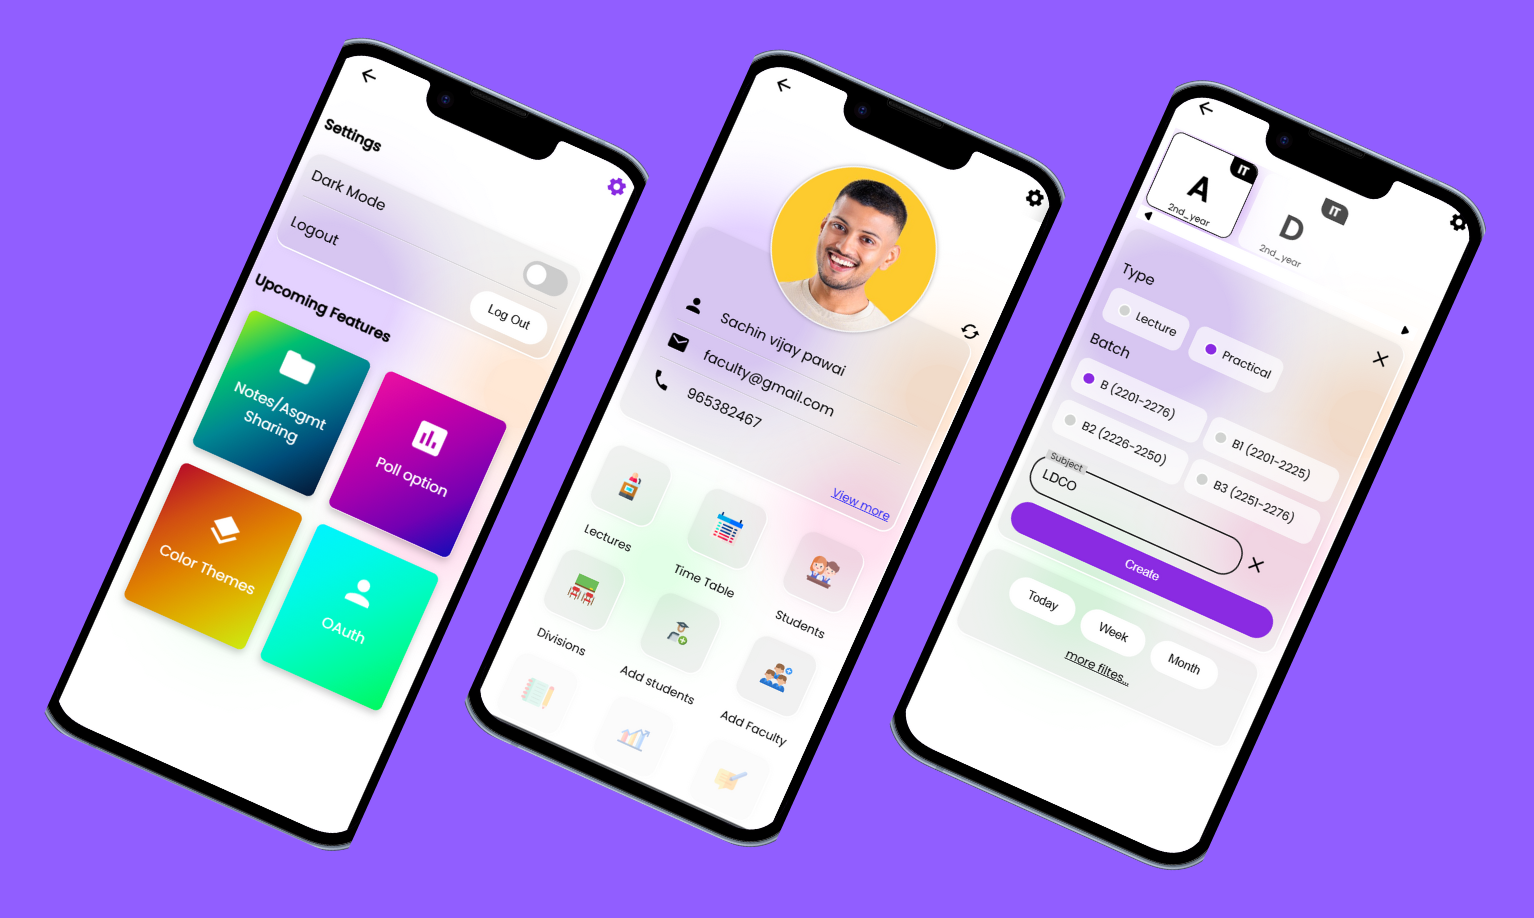 Settings
Dark Mode
Logout
Log Out
Upcoming Features
Notes/Asgmt
Sharing
Poll option
Color Themes
OAuth
Sachin vijay pawai
faculty@gmail.com
965382467
View more
Lectures
Time Table
Students
Divisions
Add students
Add Faculty
IT
A
2nd_year
IT
D
2nd_year
Type
Lecture
Practical
Batch
B (2201-2276)
B1 (2201-2225)
B2 (2226-2250)
B3 (2251-2276)
Subject
LDCO
Create
Today
Week
Month
more filtes...